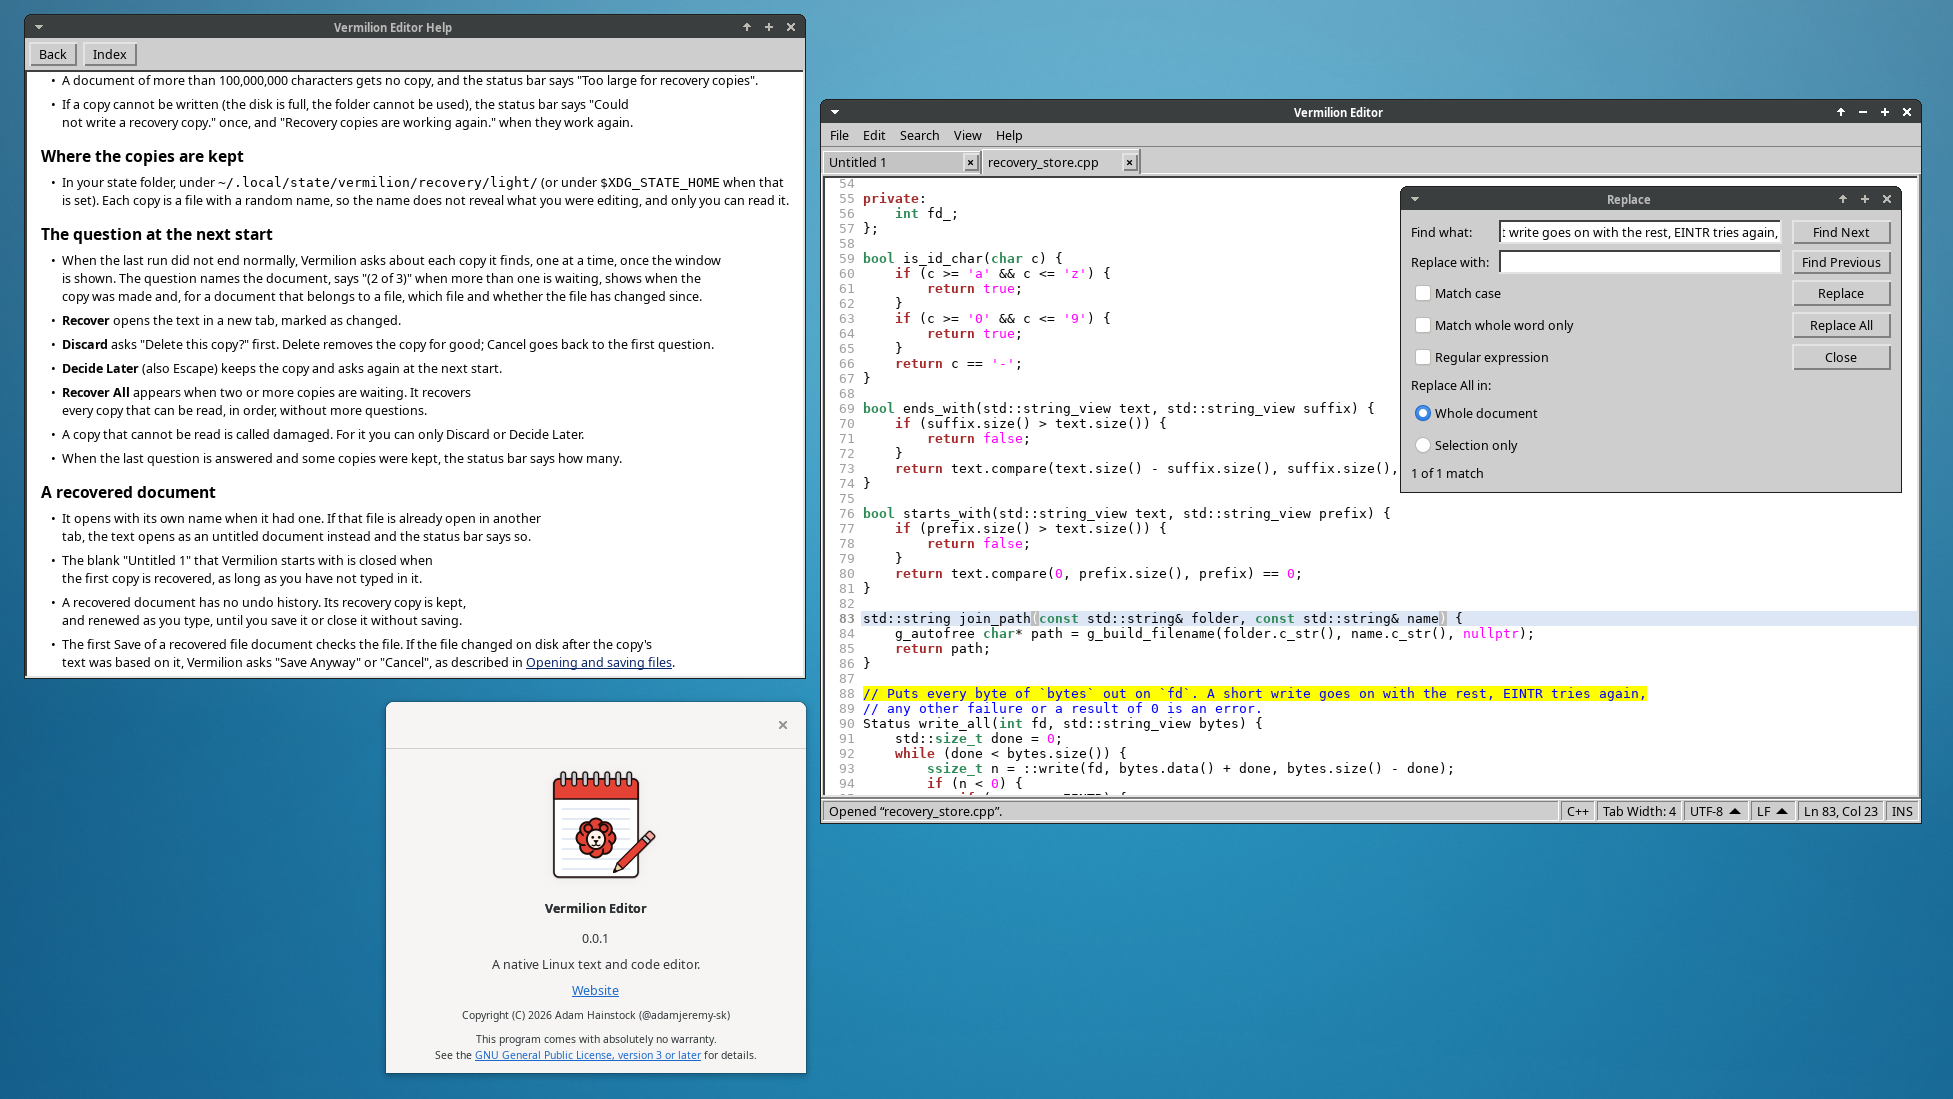 Vermilion Editor Help
Back
Index
• A document of more than 100,000,000 characters gets no copy, and the status bar says "Too large for recovery copies".
• If a copy cannot be written (the disk is full, the folder cannot be used), the status bar says "Could
not write a recovery copy." once, and "Recovery copies are working again." when they work again.
Where the copies are kept
• In your state folder, under ~/.local/state/vermilion/recovery/light/ (or under $XDG_STATE_HOME when that
is set). Each copy is a file with a random name, so the name does not reveal what you were editing, and only you can read it.
The question at the next start
• When the last run did not end normally, Vermilion asks about each copy it finds, one at a time, once the window
is shown. The question names the document, says "(2 of 3)" when more than one is waiting, shows when the
copy was made and, for a document that belongs to a file, which file and whether the file has changed since.
• Recover opens the text in a new tab, marked as changed.
• Discard asks "Delete this copy?" first. Delete removes the copy for good; Cancel goes back to the first question.
• Decide Later (also Escape) keeps the copy and asks again at the next start.
• Recover All appears when two or more copies are waiting. It recovers
every copy that can be read, in order, without more questions.
• A copy that cannot be read is called damaged. For it you can only Discard or Decide Later.
• When the last question is answered and some copies were kept, the status bar says how many.
A recovered document
• It opens with its own name when it had one. If that file is already open in another
tab, the text opens as an untitled document instead and the status bar says so.
• The blank "Untitled 1" that Vermilion starts with is closed when
the first copy is recovered, as long as you have not typed in it.
• A recovered document has no undo history. Its recovery copy is kept,
and renewed as you type, until you save it or close it without saving.
• The first Save of a recovered file document checks the file. If the file changed on disk after the copy's
text was based on it, Vermilion asks "Save Anyway" or "Cancel", as described in Opening and saving files.
Vermilion Editor
0.0.1
A native Linux text and code editor.
Website
Copyright (C) 2026 Adam Hainstock (@adamjeremy-sk)
This program comes with absolutely no warranty.
See the GNU General Public License, version 3 or later for details.
Vermilion Editor
File Edit Search View Help
Untitled 1
recovery_store.cpp
54
55 private:
56     int fd_;
57 };
58
59 bool is_id_char(char c) {
60     if (c >= 'a' && c <= 'z') {
61         return true;
62     }
63     if (c >= '0' && c <= '9') {
64         return true;
65     }
66     return c == '-';
67 }
68
69 bool ends_with(std::string_view text, std::string_view suffix) {
70     if (suffix.size() > text.size()) {
71         return false;
72     }
73     return text.compare(text.size() - suffix.size(), suffix.size(),
74 }
75
76 bool starts_with(std::string_view text, std::string_view prefix) {
77     if (prefix.size() > text.size()) {
78         return false;
79     }
80     return text.compare(0, prefix.size(), prefix) == 0;
81 }
82
83 std::string join_path(const std::string& folder, const std::string& name) {
84     g_autofree char* path = g_build_filename(folder.c_str(), name.c_str(), nullptr);
85     return path;
86 }
87
88 // Puts every byte of `bytes` out on `fd`. A short write goes on with the rest, EINTR tries again,
89 // any other failure or a result of 0 is an error.
90 Status write_all(int fd, std::string_view bytes) {
91     std::size_t done = 0;
92     while (done < bytes.size()) {
93         ssize_t n = ::write(fd, bytes.data() + done, bytes.size() - done);
94         if (n < 0) {
Opened “recovery_store.cpp”.
C++
Tab Width: 4
UTF-8
LF
Ln 83, Col 23
INS
Replace
Find what:
t write goes on with the rest, EINTR tries again,
Find Next
Replace with:
Find Previous
Match case
Replace
Match whole word only
Replace All
Regular expression
Close
Replace All in:
Whole document
Selection only
1 of 1 match